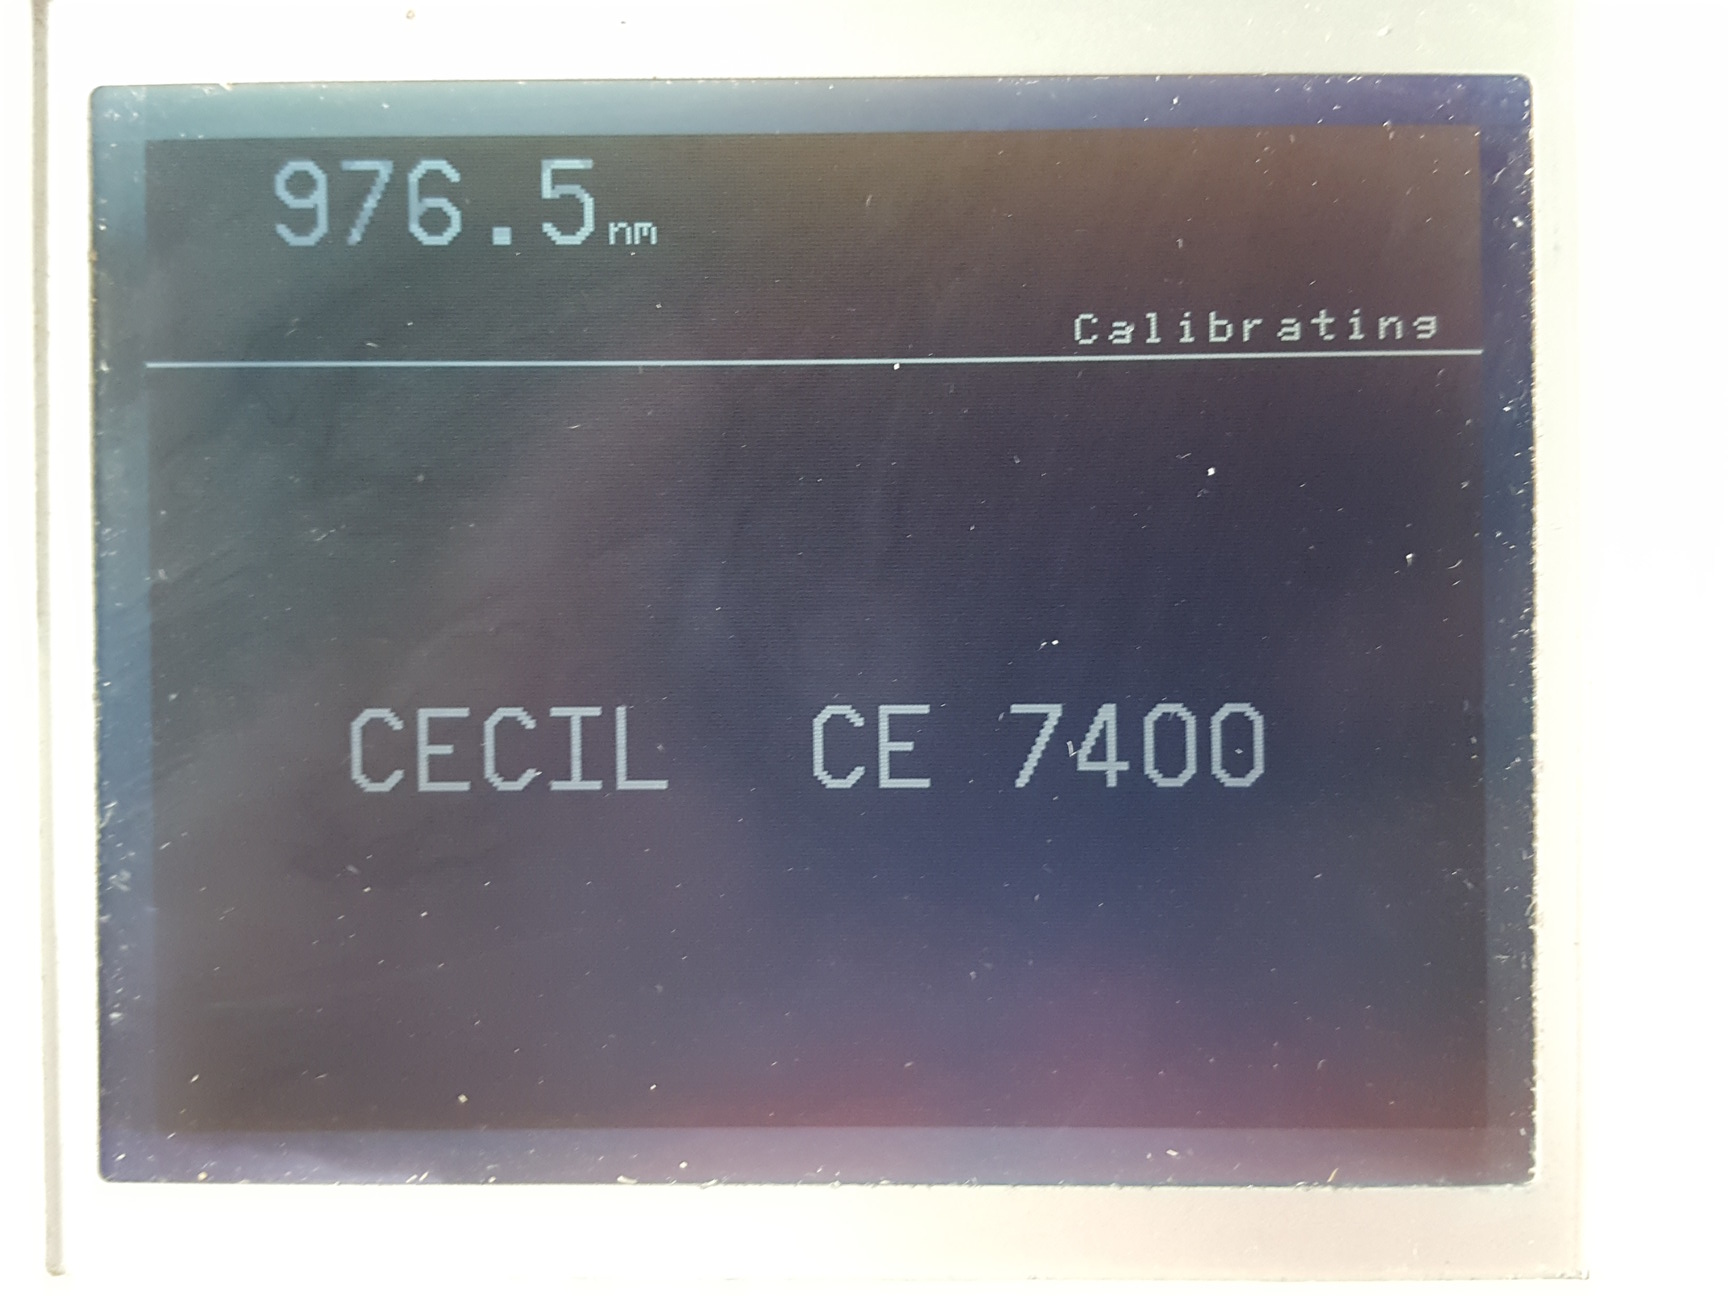 976.5nm
Calibrating
CECIL CE 7400